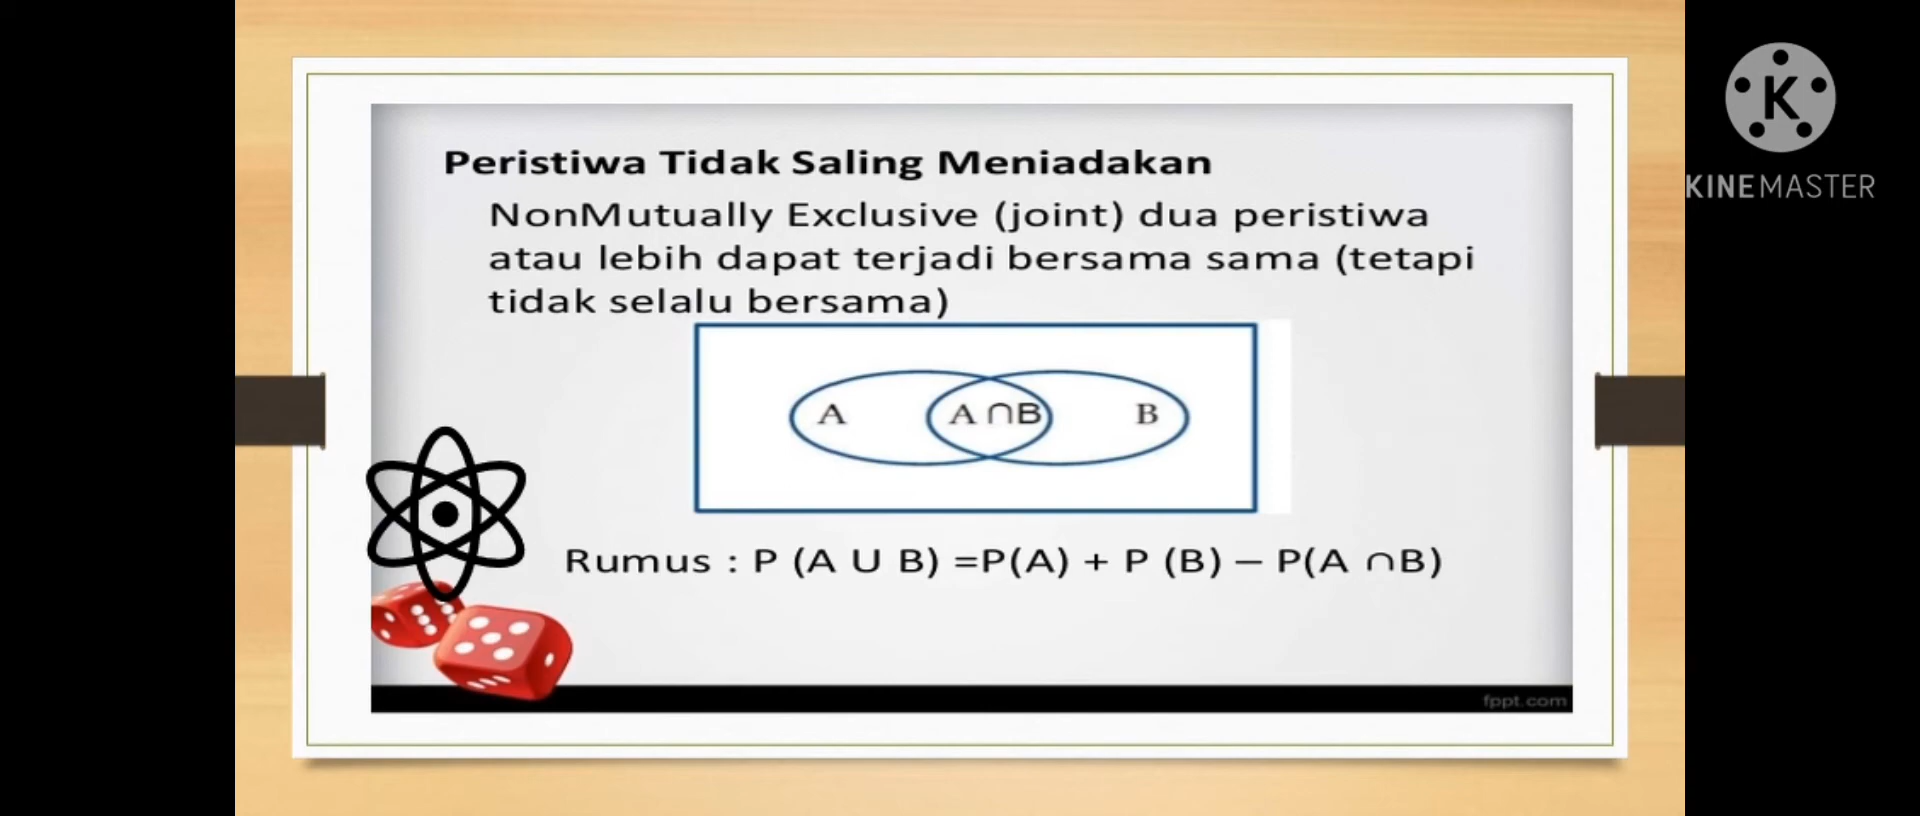 Peristiwa Tidak Saling Meniadakan
NonMutually Exclusive (joint) dua peristiwa
atau lebih dapat terjadi bersama sama (tetapi
tidak selalu bersama)
A
A ∩B
B
Rumus : P (A U B) =P(A) + P (B) – P(A ∩B)
fppt.com
K
KINEMASTER